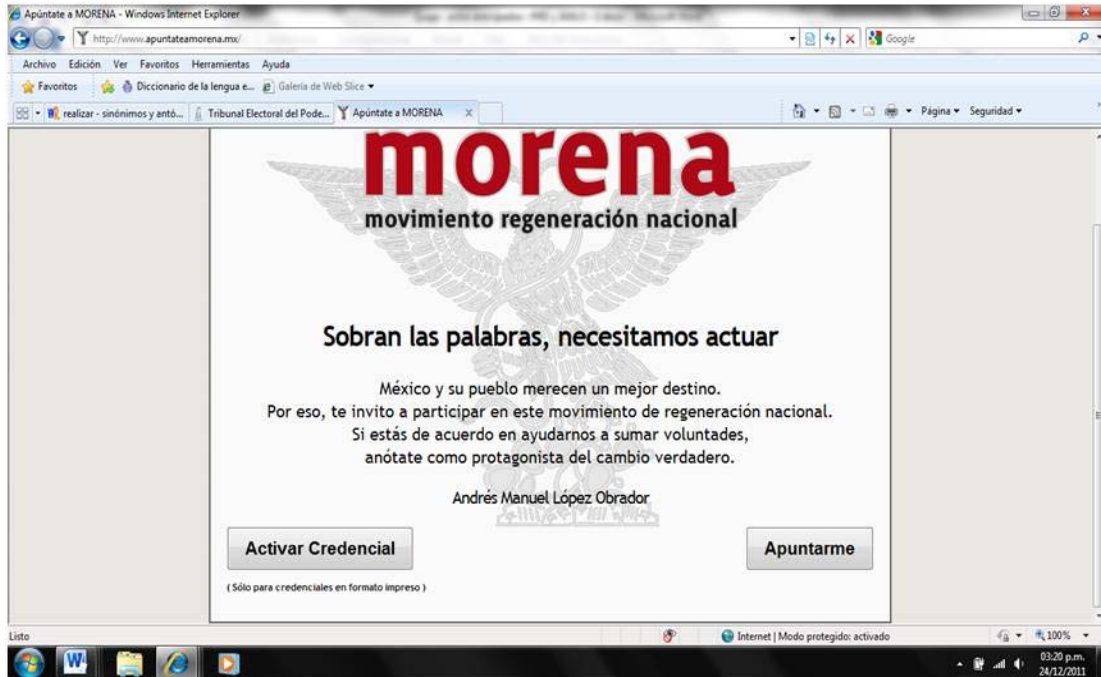 Apúntate a MORENA - Windows Internet Explorer
http://www.apuntateamorena.mx/
Google
Archivo Edición Ver Favoritos Herramientas Ayuda
Favoritos Diccionario de la lengua e... Galería de Web Slice
realizar - sinónimos y antó... Tribunal Electoral del Pode... Apúntate a MORENA X Página Seguridad
morena
movimiento regeneración nacional
Sobran las palabras, necesitamos actuar
México y su pueblo merecen un mejor destino.
Por eso, te invito a participar en este movimiento de regeneración nacional.
Si estás de acuerdo en ayudarnos a sumar voluntades,
anótate como protagonista del cambio verdadero.
Andrés Manuel López Obrador
Activar Credencial Apuntarme
( Sólo para credenciales en formato impreso )
Listo Internet | Modo protegido: activado 100%
03:20 p.m.
24/12/2011